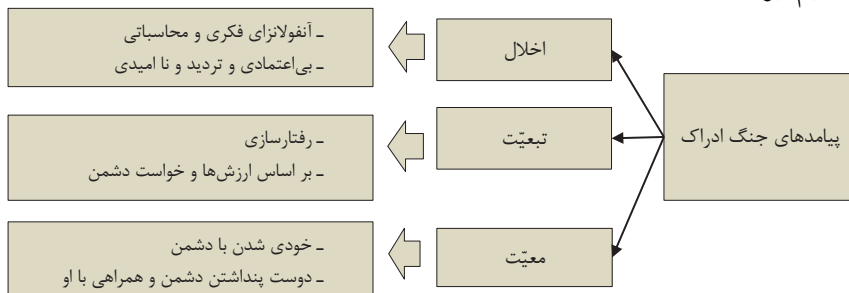 پیامدهای جنگ ادراک
اخلال
ـ آنفولانزای فکری و محاسباتی
ـ بی‌اعتمادی و تردید و نا امیدی
تبعیّت
ـ رفتارسازی
ـ بر اساس ارزش‌ها و خواست دشمن
معیّت
ـ خودی شدن با دشمن
ـ دوست پنداشتن دشمن و همراهی با او